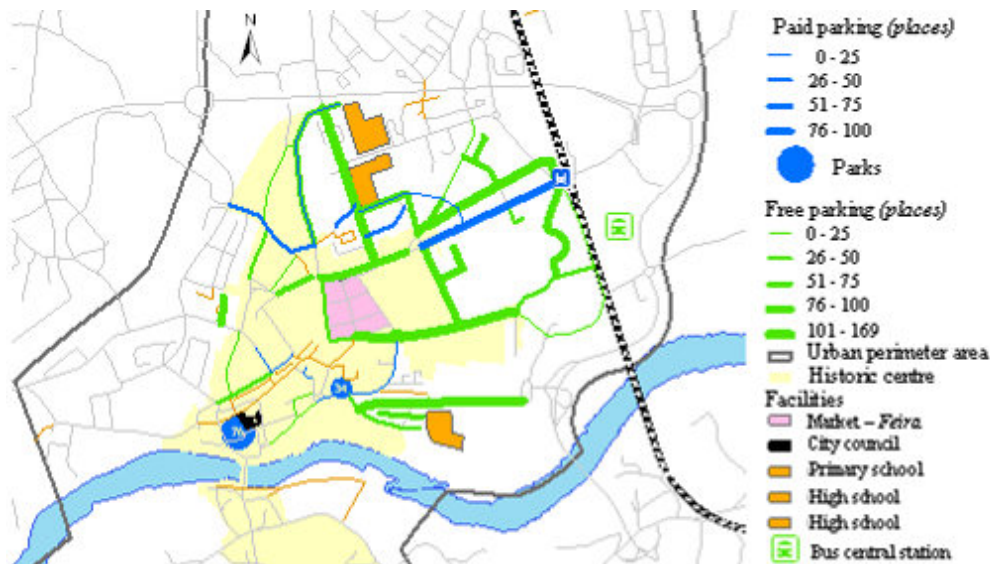 N
34
Paid parking (places)
0 - 25
26 - 50
51 - 75
76 - 100
Parks
Free parking (places)
0 - 25
26 - 50
51 - 75
76 - 100
101 - 169
Urban perimeter area
Historic centre
Facilities
Market – Feira
City council
Primary school
High school
High school
Bus central station